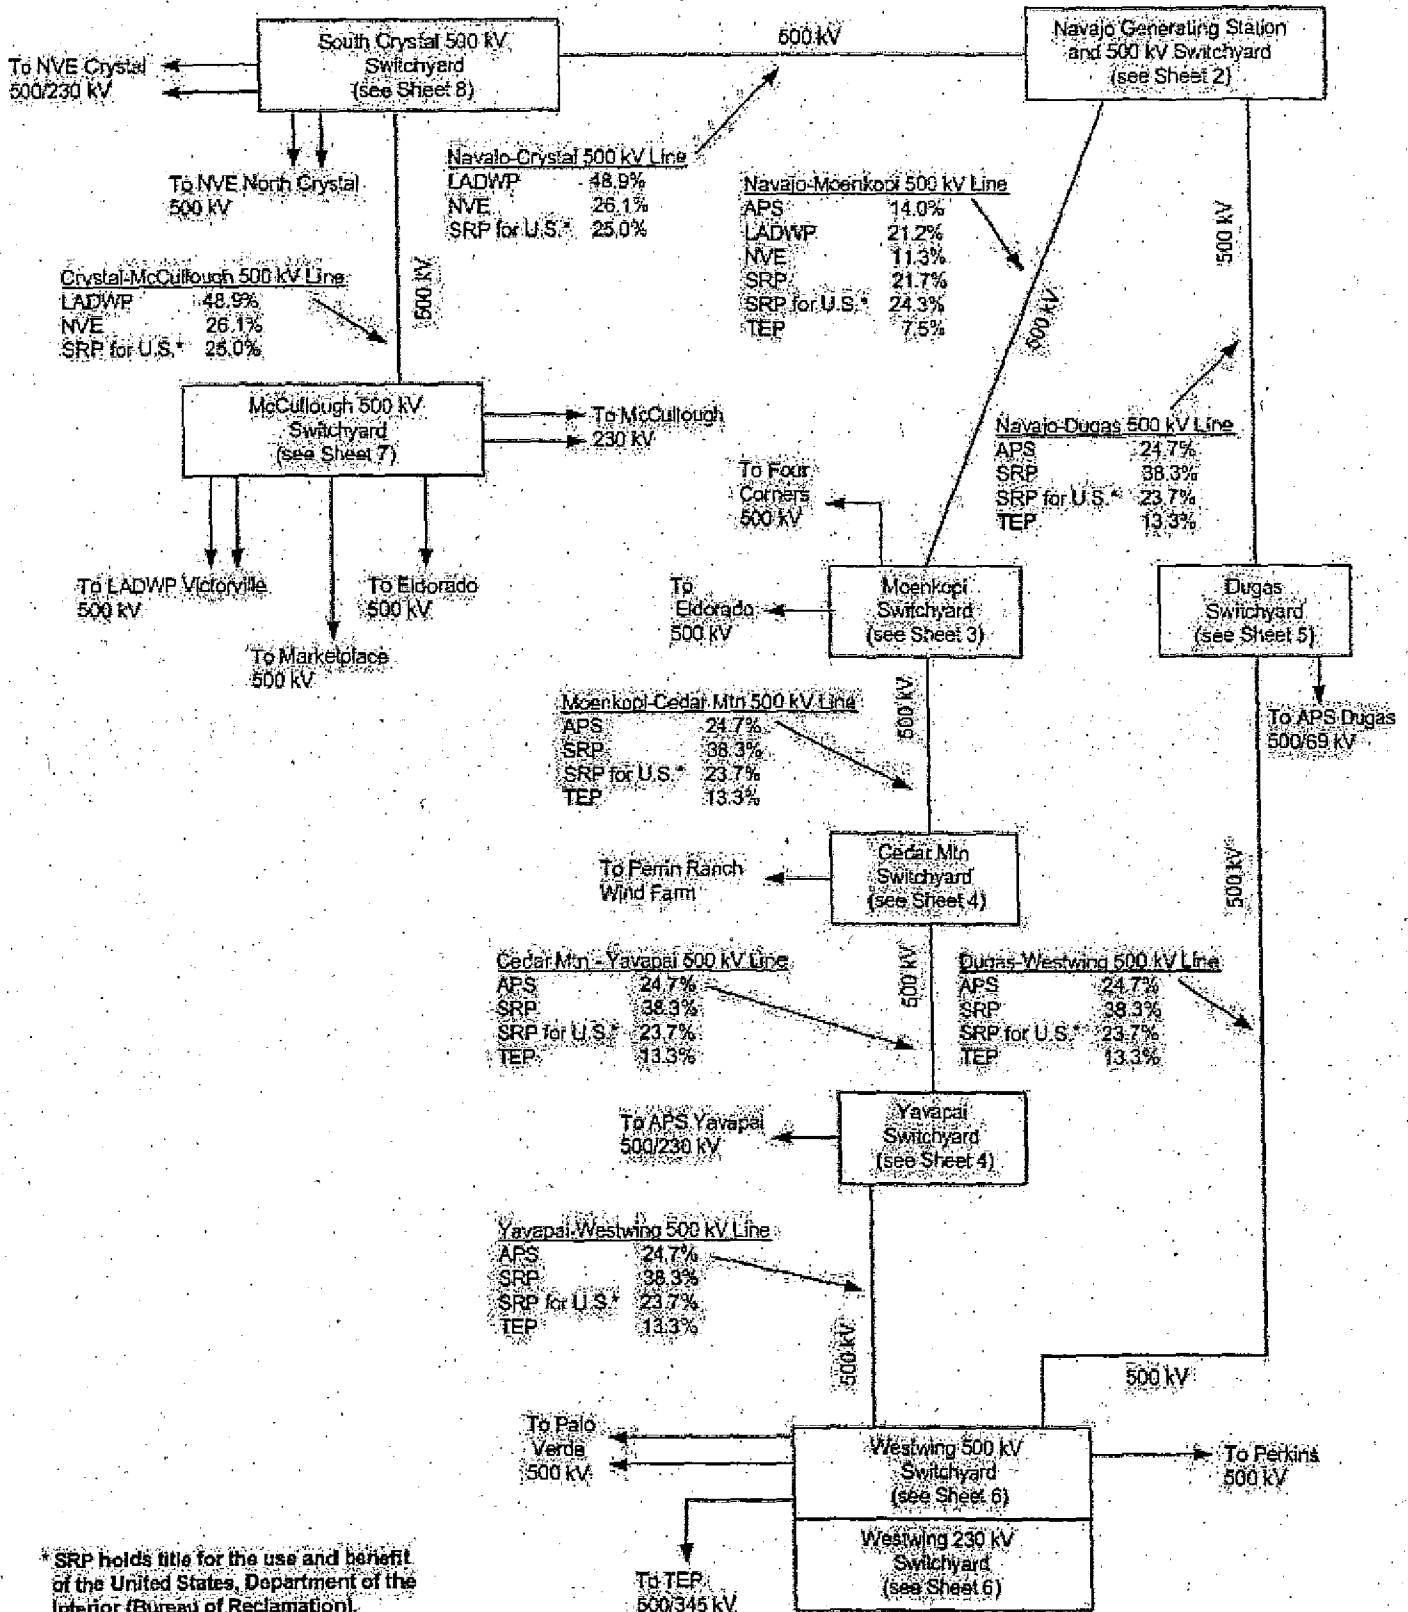 South Crystal 500 kV
Switchyard
(see Sheet 8)
500 kV
Navajo Generating Station
and 500 kV Switchyard
(see Sheet 2)
To NVE Crystal
500/230 kV
To NVE North Crystal
500 kV
Navajo-Crystal 500 kV Line
LADWP 48.9%
NVE 26.1%
SRP for U.S.* 25.0%
Navajo-Moenkopi 500 kV Line
APS 14.0%
LADWP 21.2%
NVE 11.3%
SRP 21.7%
SRP for U.S.* 24.3%
TEP 7.5%
500 kV
500 kV
500 kV
Crystal-McCullough 500 kV Line
LADWP 48.9%
NVE 26.1%
SRP for U.S.* 25.0%
McCullough 500 kV
Switchyard
(see Sheet 7)
To McCullough
230 kV
Navajo-Dugas 500 kV Line
APS 24.7%
SRP 38.3%
SRP for U.S.* 23.7%
TEP 13.3%
To Four
Corners
500 kV
To LADWP Victorville
500 kV
To Eldorado
500 kV
To Marketplace
500 kV
To
Eldorado
500 kV
Moenkopi
Switchyard
(see Sheet 3)
Dugas
Switchyard
(see Sheet 5)
To APS Dugas
500/69 kV
Moenkopi-Cedar Mtn 500 kV Line
APS 24.7%
SRP 38.3%
SRP for U.S.* 23.7%
TEP 13.3%
500 kV
To Perrin Ranch
Wind Farm
Cedar Mtn
Switchyard
(see Sheet 4)
500 kV
Cedar Mtn - Yavapai 500 kV Line
APS 24.7%
SRP 38.3%
SRP for U.S.* 23.7%
TEP 13.3%
500 kV
Dugas-Westwing 500 kV Line
APS 24.7%
SRP 38.3%
SRP for U.S.* 23.7%
TEP 13.3%
To APS Yavapai
500/230 kV
Yavapai
Switchyard
(see Sheet 4)
Yavapai-Westwing 500 kV Line
APS 24.7%
SRP 38.3%
SRP for U.S.* 23.7%
TEP 13.3%
500 kV
500 kV
To Palo
Verde
500 kV
Westwing 500 kV
Switchyard
(see Sheet 6)
To Perkins
500 kV
Westwing 230 kV
Switchyard
(see Sheet 6)
To TEP
500/345 kV
* SRP holds title for the use and benefit
of the United States, Department of the
Interior (Bureau of Reclamation).